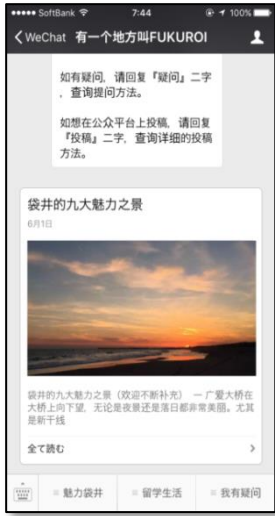 SoftBank 7:44 100%
WeChat 有一个地方叫FUKUROI
如有疑问，请回复『疑问』二字
，查询提问方法。
如想在公众平台上投稿，请回复
『投稿』二字，查询详细的投稿
方法。
袋井的九大魅力之景
6月1日
袋井的九大魅力之景（欢迎不断补充） 一 广爱大桥在
大桥上向下望，无论是夜景还是落日都非常美丽。尤其
是新干线
全て読む
魅力袋井
留学生活
我有疑问